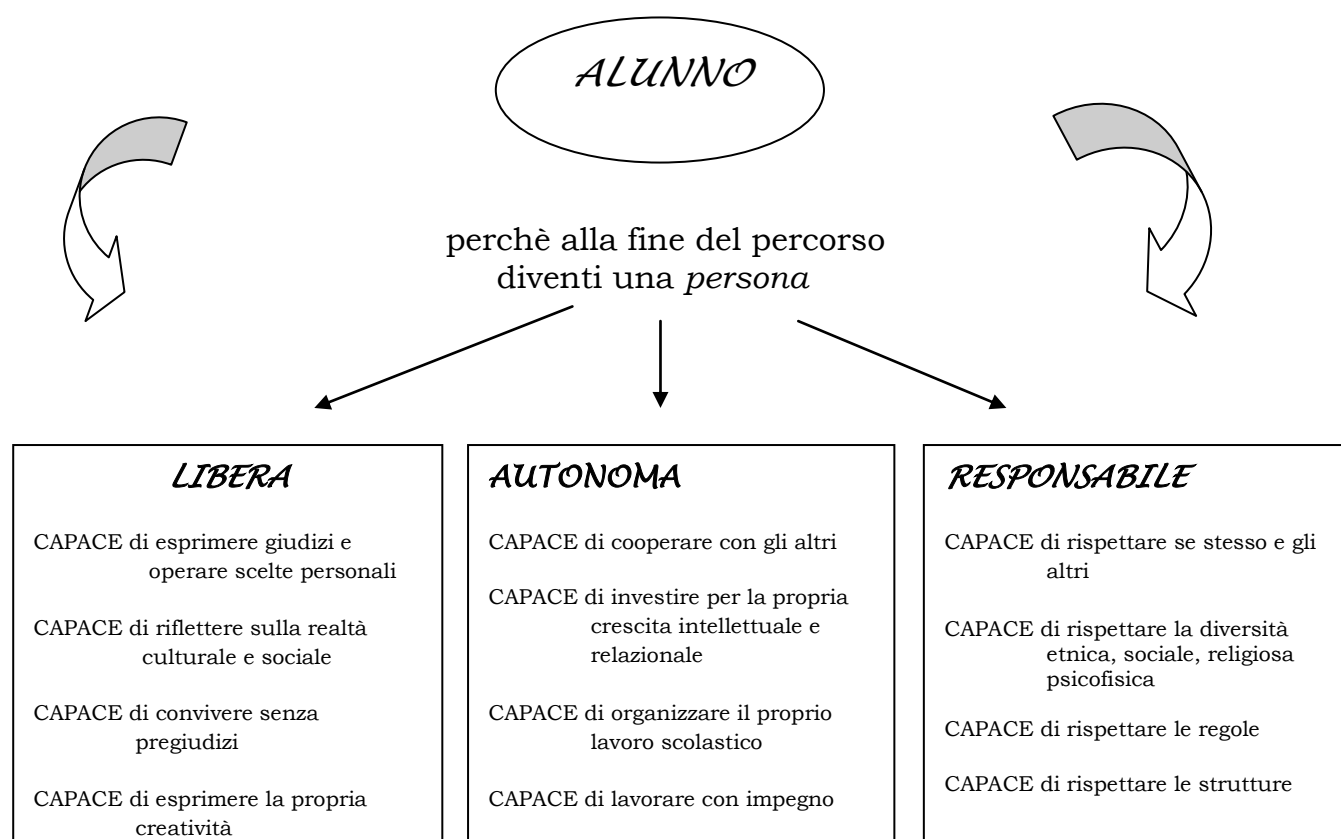 ALUNNO
perchè alla fine del percorso
diventi una persona
LIBERA
CAPACE di esprimere giudizi e
operare scelte personali
CAPACE di riflettere sulla realtà
culturale e sociale
CAPACE di convivere senza
pregiudizi
CAPACE di esprimere la propria
creatività
AUTONOMA
CAPACE di cooperare con gli altri
CAPACE di investire per la propria
crescita intellettuale e
relazionale
CAPACE di organizzare il proprio
lavoro scolastico
CAPACE di lavorare con impegno
RESPONSABILE
CAPACE di rispettare se stesso e gli
altri
CAPACE di rispettare la diversità
etnica, sociale, religiosa
psicofisica
CAPACE di rispettare le regole
CAPACE di rispettare le strutture